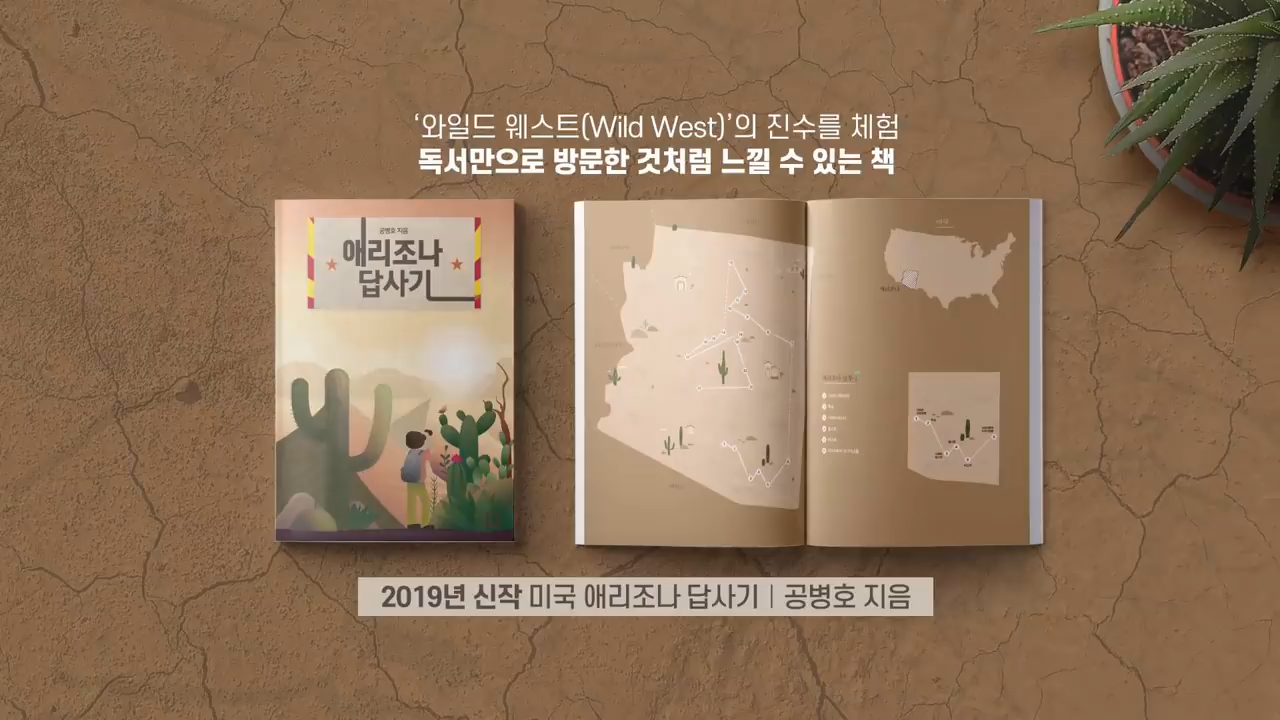 ‘와일드 웨스트(Wild West)’의 진수를 체험
독서만으로 방문한 것처럼 느낄 수 있는 책
공병호 지음
애리조나
답사기
2019년 신작 미국 애리조나 답사기 | 공병호 지음